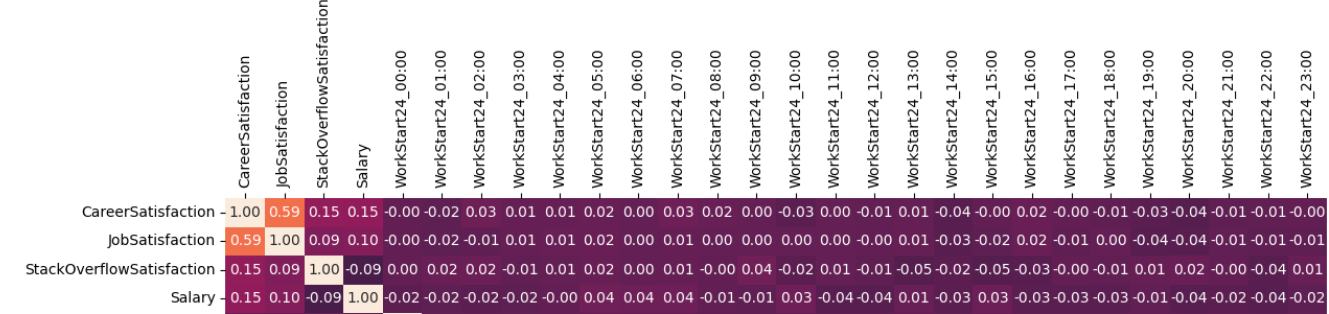 CareerSatisfaction
JobSatisfaction
StackOverflowSatisfaction
Salary
WorkStart24_00:00
WorkStart24_01:00
WorkStart24_02:00
WorkStart24_03:00
WorkStart24_04:00
WorkStart24_05:00
WorkStart24_06:00
WorkStart24_07:00
WorkStart24_08:00
WorkStart24_09:00
WorkStart24_10:00
WorkStart24_11:00
WorkStart24_12:00
WorkStart24_13:00
WorkStart24_14:00
WorkStart24_15:00
WorkStart24_16:00
WorkStart24_17:00
WorkStart24_18:00
WorkStart24_19:00
WorkStart24_20:00
WorkStart24_21:00
WorkStart24_22:00
WorkStart24_23:00
CareerSatisfaction 1.00 0.59 0.15 0.15 -0.00 -0.02 0.03 0.01 0.01 0.02 0.00 0.03 0.02 0.00 -0.03 0.00 -0.01 0.01 -0.04 -0.00 0.02 -0.00 -0.01 -0.03 -0.04 -0.01 -0.01 -0.00
JobSatisfaction 0.59 1.00 0.09 0.10 -0.00 -0.02 -0.01 0.01 0.01 0.02 0.00 0.01 0.00 0.00 0.00 0.00 -0.00 0.01 -0.03 -0.02 0.02 -0.01 0.00 -0.04 -0.04 -0.01 -0.01 -0.01
StackOverflowSatisfaction 0.15 0.09 1.00 -0.09 0.00 0.02 0.02 -0.01 0.01 0.02 0.00 0.01 -0.00 0.04 -0.02 0.01 -0.01 -0.05 -0.02 -0.05 -0.03 -0.00 -0.01 0.01 0.02 -0.00 -0.04 0.01
Salary 0.15 0.10 -0.09 1.00 -0.02 -0.02 -0.02 -0.02 -0.00 0.04 0.04 0.04 -0.01 -0.01 0.03 -0.04 -0.04 0.01 -0.03 0.03 -0.03 -0.03 -0.03 -0.01 -0.04 -0.02 -0.04 -0.02